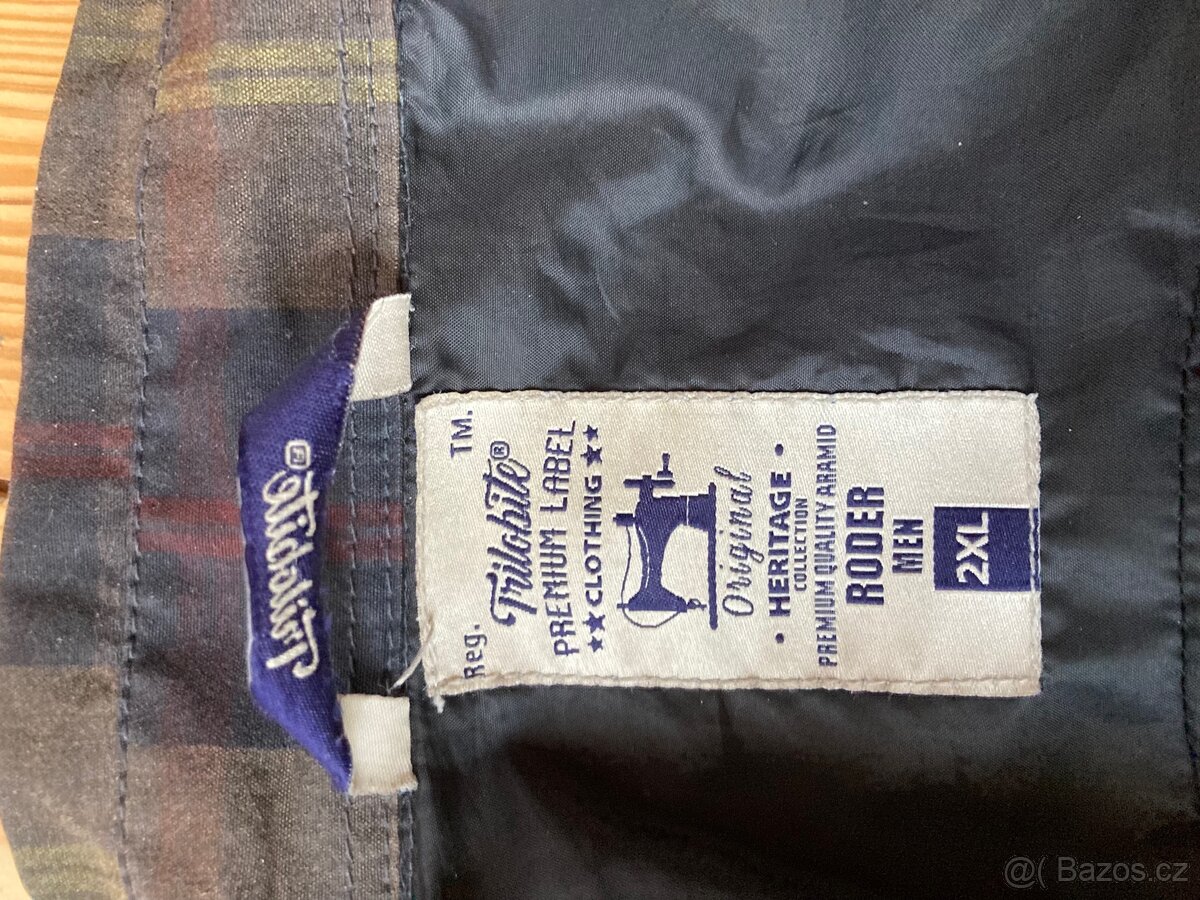 Trilobite
Reg. TM.
Trilobite®
PREMIUM LABEL
★★CLOTHING★★
Original
• HERITAGE •
COLLECTION
PREMIUM QUALITY ARAMID
RODER
MEN
2XL
@( Bazos.cz